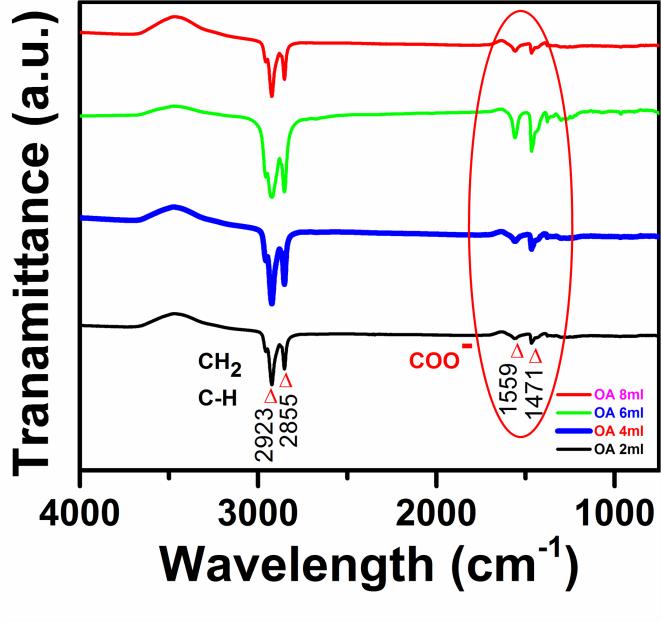 Tranamittance (a.u.)
CH2
C-H
COO-
2923
2855
1559
1471
OA 8ml
OA 6ml
OA 4ml
OA 2ml
4000 3000 2000 1000
Wavelength (cm-1)